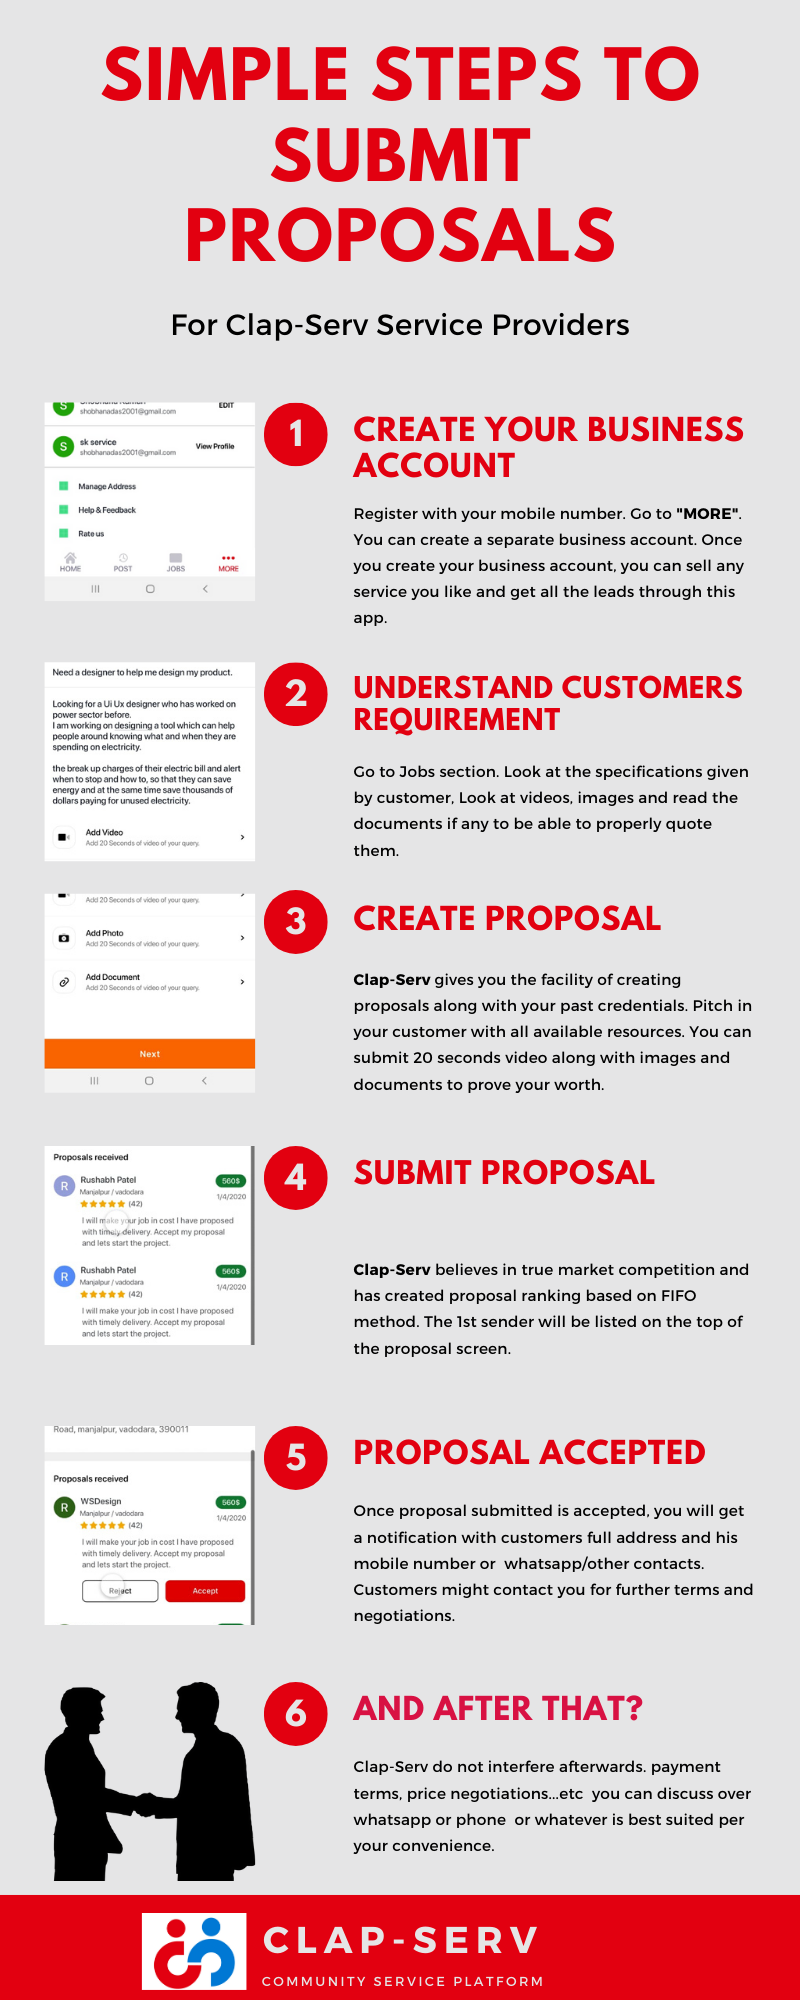 SIMPLE STEPS TO
SUBMIT
PROPOSALS
For Clap-Serv Service Providers
S
shobhanadas2001@gmail.com
EDIT
S
sk service
shobhanadas2001@gmail.com
View Profile
Manage Address
Help & Feedback
Rate us
HOME POST JOBS MORE
1
CREATE YOUR BUSINESS
ACCOUNT
Register with your mobile number. Go to "MORE".
You can create a separate business account. Once
you create your business account, you can sell any
service you like and get all the leads through this
app.
Need a designer to help me design my product.
Looking for a Ui Ux designer who has worked on
power sector before.
I am working on designing a tool which can help
people around knowing what and when they are
spending on electricity.
the break up charges of their electric bill and alert
when to stop and how to, so that they can save
energy and at the same time save thousands of
dollars paying for unused electricity.
Add Video
Add 20 Seconds of video of your query.
2
UNDERSTAND CUSTOMERS
REQUIREMENT
Go to Jobs section. Look at the specifications given
by customer, Look at videos, images and read the
documents if any to be able to properly quote
them.
Add 20 Seconds of video of your query.
Add Photo
Add 20 Seconds of video of your query.
Add Document
Add 20 Seconds of video of your query.
Next
3
CREATE PROPOSAL
Clap-Serv gives you the facility of creating
proposals along with your past credentials. Pitch in
your customer with all available resources. You can
submit 20 seconds video along with images and
documents to prove your worth.
Proposals received
R
Rushabh Patel
560$
Manjalpur / vadodara
1/4/2020
(42)
I will make your job in cost I have proposed
with timely delivery. Accept my proposal
and lets start the project.
R
Rushabh Patel
560$
Manjalpur / vadodara
1/4/2020
(42)
I will make your job in cost I have proposed
with timely delivery. Accept my proposal
and lets start the project.
4
SUBMIT PROPOSAL
Clap-Serv believes in true market competition and
has created proposal ranking based on FIFO
method. The 1st sender will be listed on the top of
the proposal screen.
Road, manjalpur, vadodara, 390011
Proposals received
R
WSDesign
560$
Manjalpur / vadodara
1/4/2020
(42)
I will make your job in cost I have proposed
with timely delivery. Accept my proposal
and lets start the project.
Reject Accept
5
PROPOSAL ACCEPTED
Once proposal submitted is accepted, you will get
a notification with customers full address and his
mobile number or whatsapp/other contacts.
Customers might contact you for further terms and
negotiations.
6
AND AFTER THAT?
Clap-Serv do not interfere afterwards. payment
terms, price negotiations...etc you can discuss over
whatsapp or phone or whatever is best suited per
your convenience.
CLAP-SERV
COMMUNITY SERVICE PLATFORM